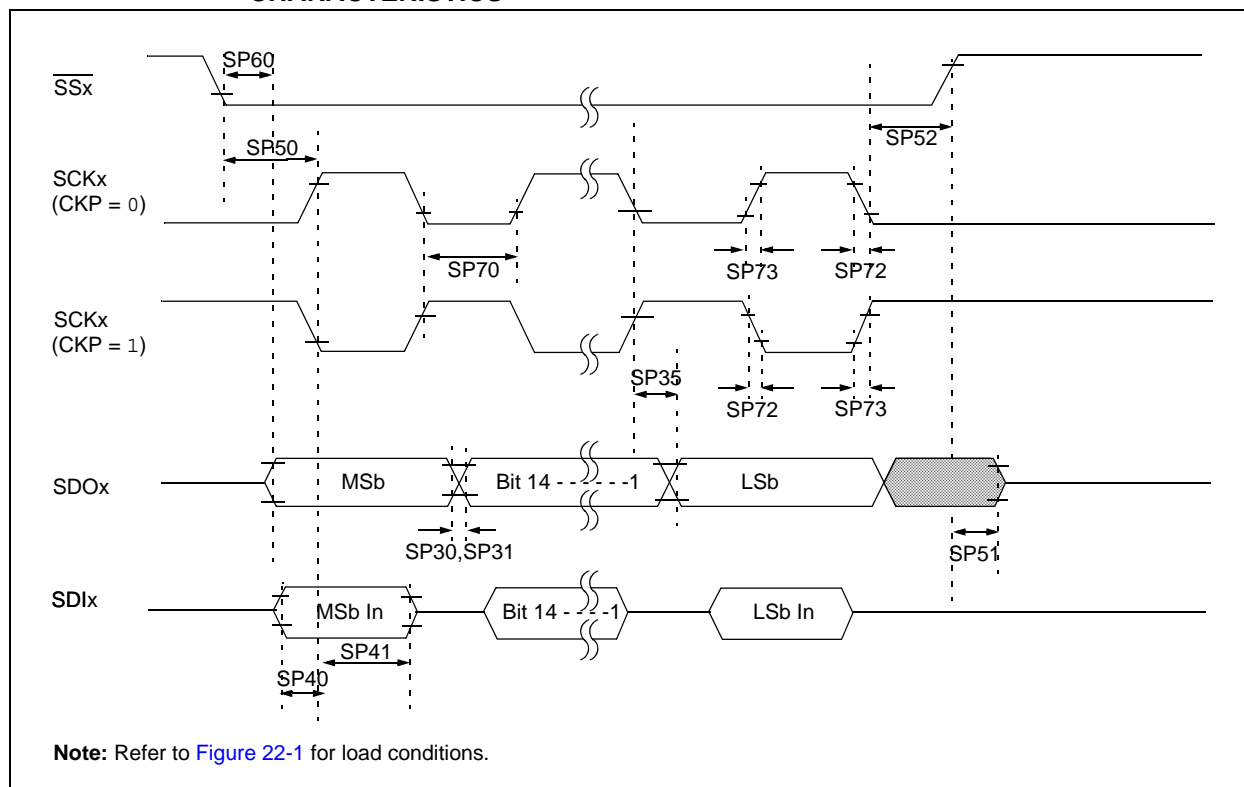 CHARACTERISTICS
SP60
SSx
SP50
SP52
SCKx
(CKP = 0)
SP70
SP73
SP72
SCKx
(CKP = 1)
SP35
SP72
SP73
SDOx
MSb
Bit 14 - - - - - -1
LSb
SP30,SP31
SP51
SDIx
MSb In
Bit 14 - - - -1
LSb In
SP41
SP40
Note: Refer to Figure 22-1 for load conditions.